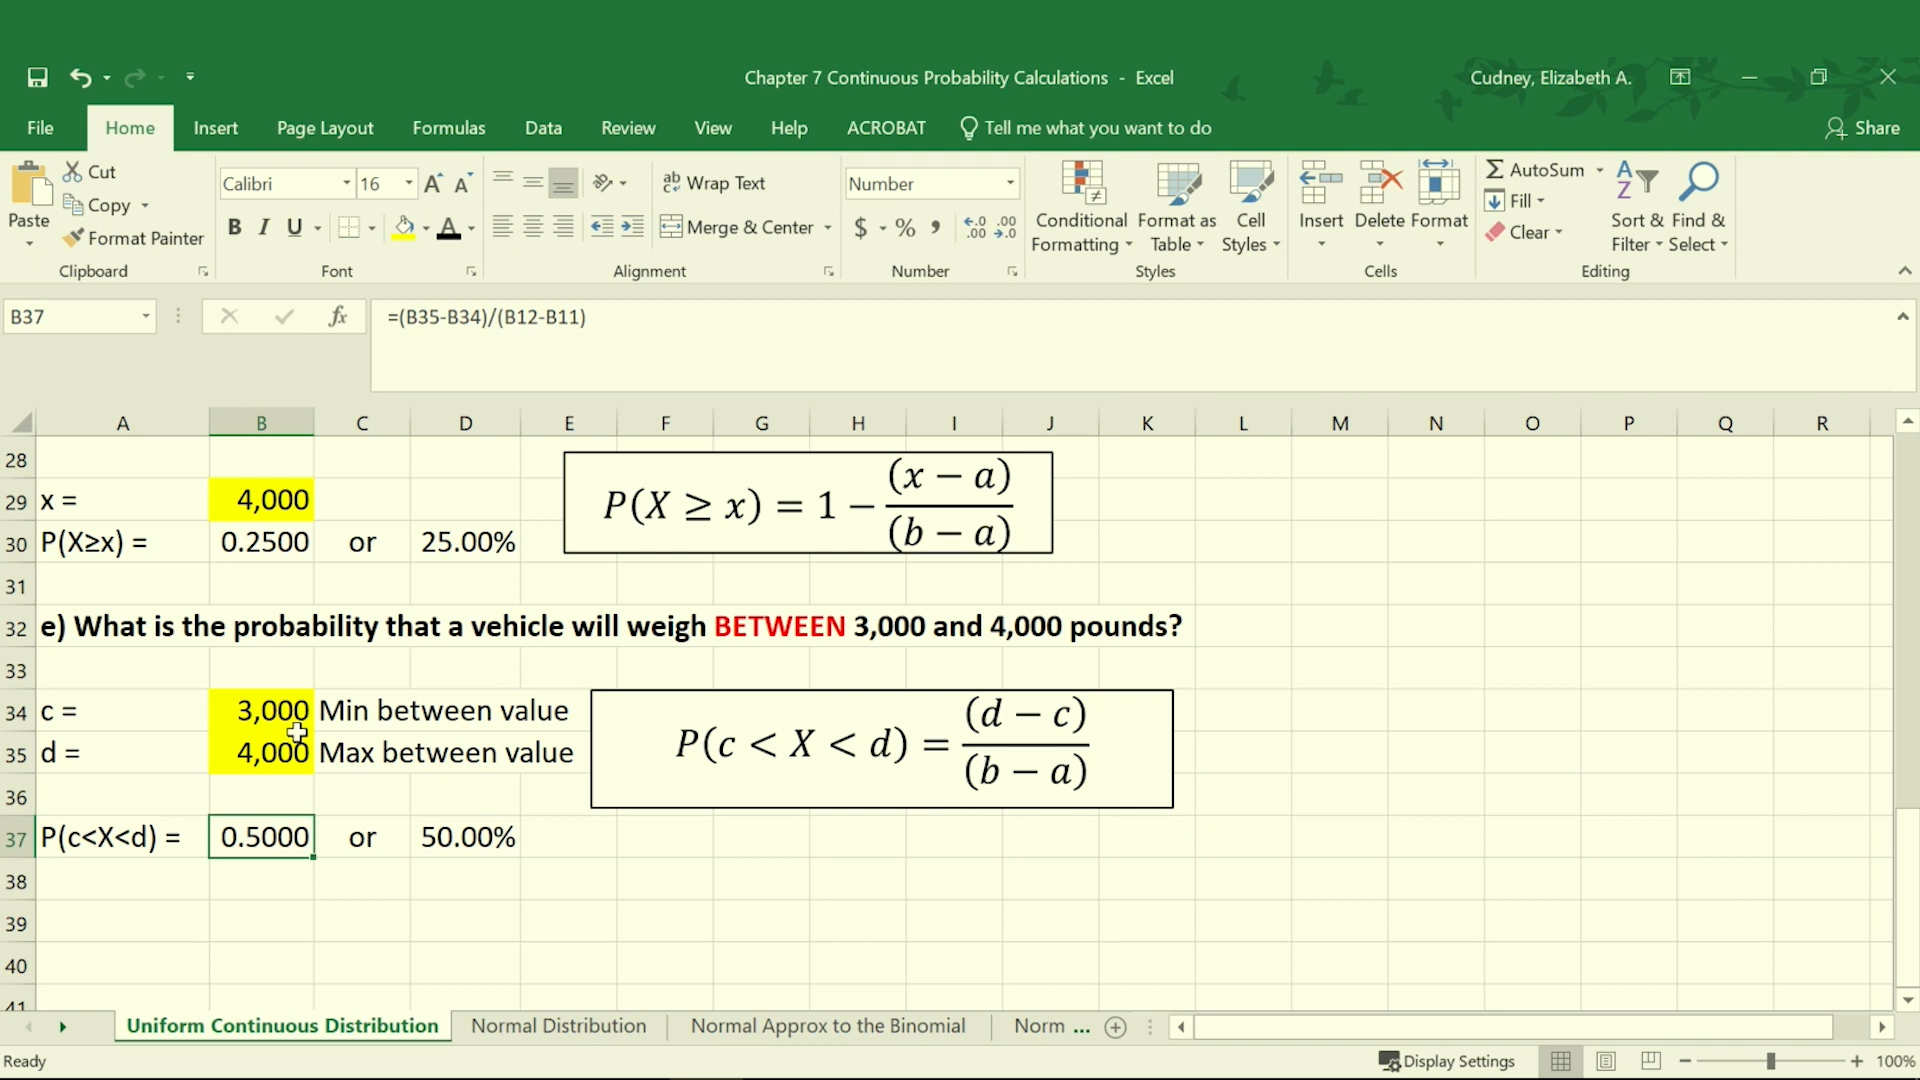 Chapter 7 Continuous Probability Calculations - Excel
Cudney, Elizabeth A.
File Home Insert Page Layout Formulas Data Review View Help ACROBAT Tell me what you want to do Share
Paste
Cut
Copy
Format Painter
Clipboard
Calibri 16
B I U
Font
Wrap Text
Merge & Center
Alignment
Number
$ % ,
Number
Conditional Formatting
Format as Table
Cell Styles
Styles
Insert Delete Format
Cells
AutoSum
Fill
Clear
Sort & Filter
Find & Select
Editing
B37 fx =(B35-B34)/(B12-B11)
A B C D E F G H I J K L M N O P Q R
28
29 x = 4,000
30 P(X≥x) = 0.2500 or 25.00%
P(X ≥ x) = 1 − (x − a) / (b − a)
31
32 e) What is the probability that a vehicle will weigh BETWEEN 3,000 and 4,000 pounds?
33
34 c = 3,000 Min between value
35 d = 4,000 Max between value
P(c < X < d) = (d − c) / (b − a)
36
37 P(c<X<d) = 0.5000 or 50.00%
38
39
40
41
Uniform Continuous Distribution Normal Distribution Normal Approx to the Binomial Norm ...
Ready Display Settings 100%